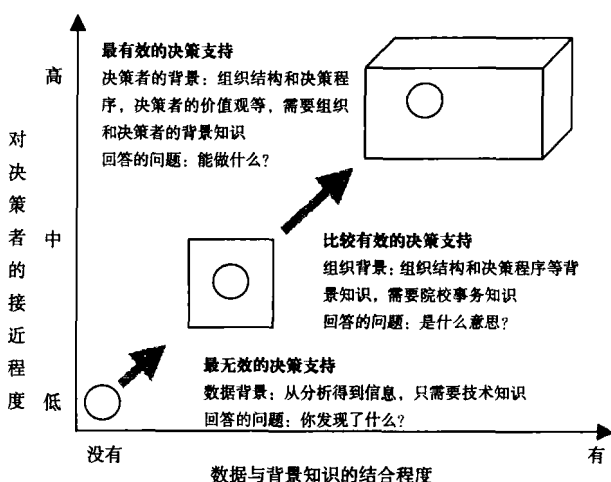 最有效的决策支持
决策者的背景：组织结构和决策程
序，决策者的价值观等，需要组织
和决策者的背景知识
回答的问题：能做什么？
高
对决策者的接近程度
中
比较有效的决策支持
组织背景：组织结构和决策程序等背
景知识，需要院校事务知识
回答的问题：是什么意思？
最无效的决策支持
数据背景：从分析得到信息，只需要技术知识
回答的问题：你发现了什么？
低
没有
有
数据与背景知识的结合程度